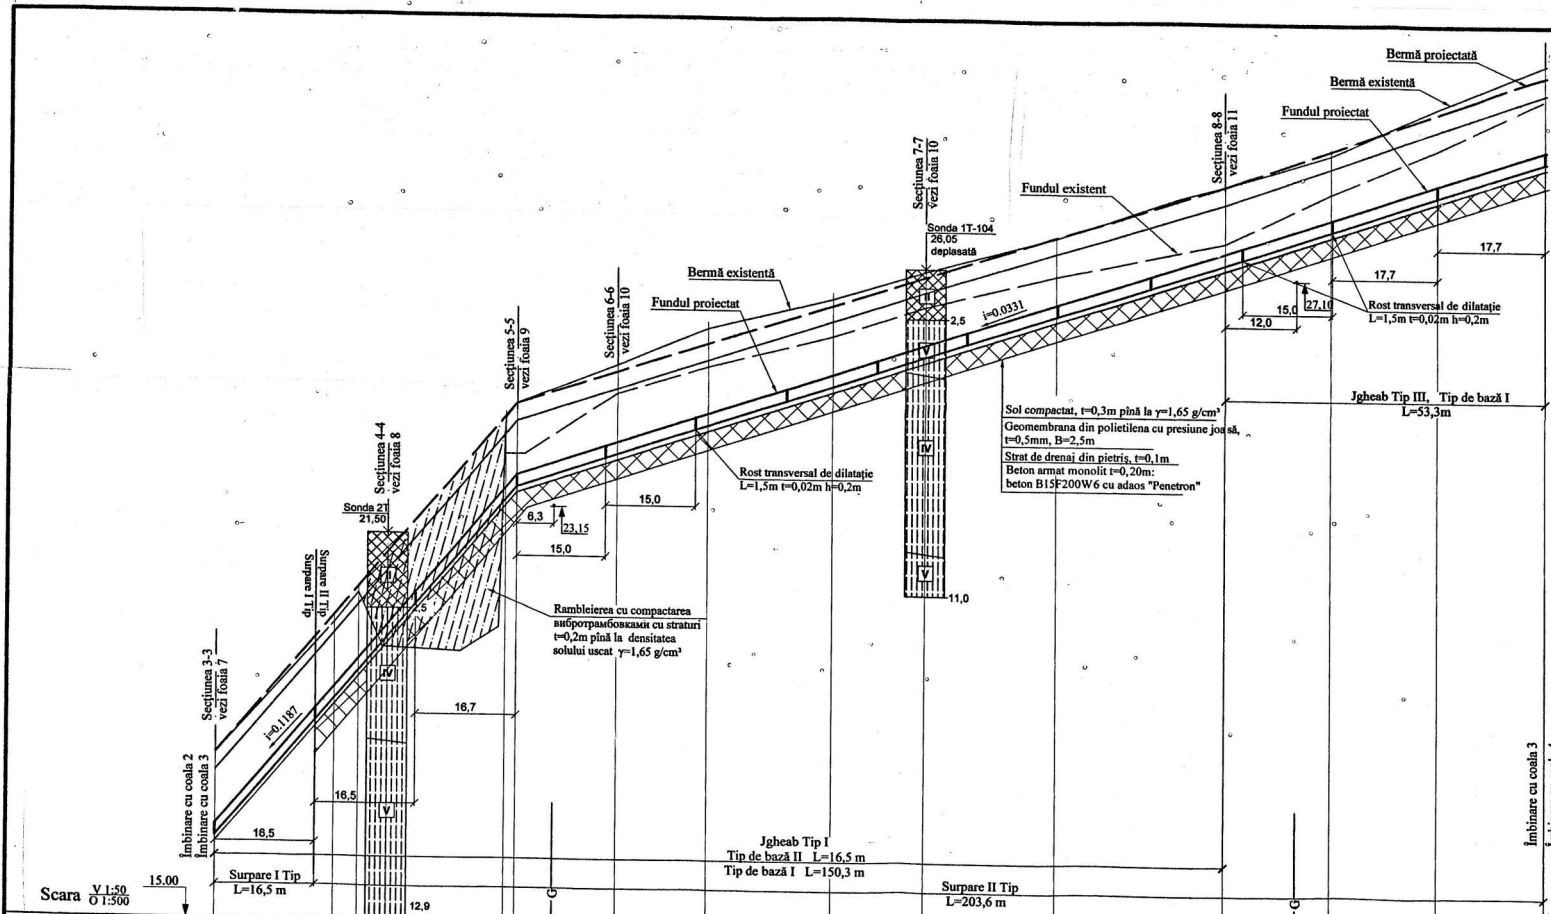 Bermă proiectată
Bermă existentă
Fundul proiectat
Secțiunea 8-8
vezi foaia 11
Secțiunea 7-7
vezi foaia 10
Fundul existent
Sonda 1T-104
26,05
deplasată
II
2,5
V
IV
V
11,0
i=0.0331
17,7
17,7
15,0
27,10
12,0
Rost transversal de dilatație
L=1,5m t=0,02m h=0,2m
Bermă existentă
Fundul proiectat
Secțiunea 6-6
vezi foaia 10
Secțiunea 5-5
vezi foaia 9
Secțiunea 4-4
vezi foaia 8
Sonda 2T
21,50
II
2,5
IV
V
12,9
Sol compactat, t=0,3m pînă la γ=1,65 g/cm³
Geomembrana din polietilena cu presiune joasă,
t=0,5mm, B=2,5m
Strat de drenaj din pietriș, t=0,1m
Beton armat monolit t=0,20m:
beton B15F200W6 cu adaos "Penetron"
Jgheab Tip III, Tip de bază I
L=53,3m
Rost transversal de dilatație
L=1,5m t=0,02m h=0,2m
15,0
6,3
23,15
15,0
Rambleierea cu compactarea
вибротрамбовками cu straturi
t=0,2m pînă la densitatea
solului uscat γ=1,65 g/cm³
Surpare I Tip
Surpare II Tip
Secțiunea 3-3
vezi foaia 7
i=0.1187
16,7
16,5
16,5
Îmbinare cu coala 2
Îmbinare cu coala 3
Îmbinare cu coala 3
Jgheab Tip I
Tip de bază II L=16,5 m
Tip de bază I L=150,3 m
Surpare I Tip
L=16,5 m
Surpare II Tip
L=203,6 m
G
G
Scara V 1:50
O 1:500
15.00